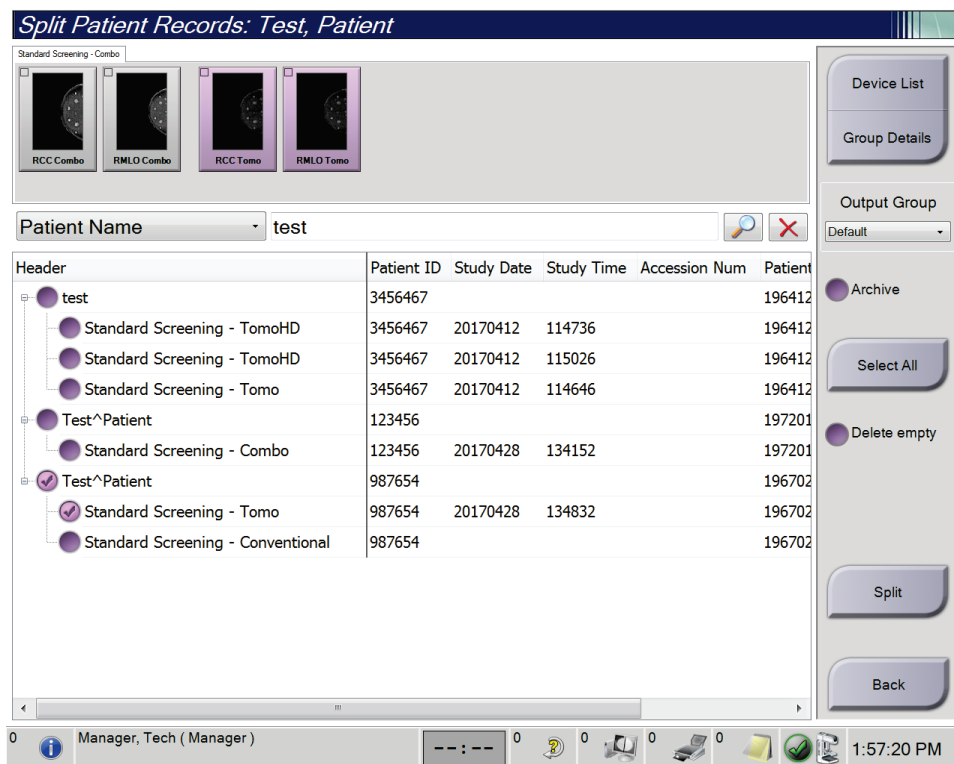 Split Patient Records: Test, Patient
Standard Screening - Combo
RCC Combo RMLO Combo RCC Tomo RMLO Tomo
Device List
Group Details
Output Group
Default
Archive
Select All
Delete empty
Split
Back
Patient Name test
Header Patient ID Study Date Study Time Accession Num Patient
test 3456467 196412
Standard Screening - TomoHD 3456467 20170412 114736 196412
Standard Screening - TomoHD 3456467 20170412 115026 196412
Standard Screening - Tomo 3456467 20170412 114646 196412
Test^Patient 123456 197201
Standard Screening - Combo 123456 20170428 134152 197201
Test^Patient 987654 196702
Standard Screening - Tomo 987654 20170428 134832 196702
Standard Screening - Conventional 987654 196702
0 Manager, Tech ( Manager ) --:-- 0 0 0 0 1:57:20 PM